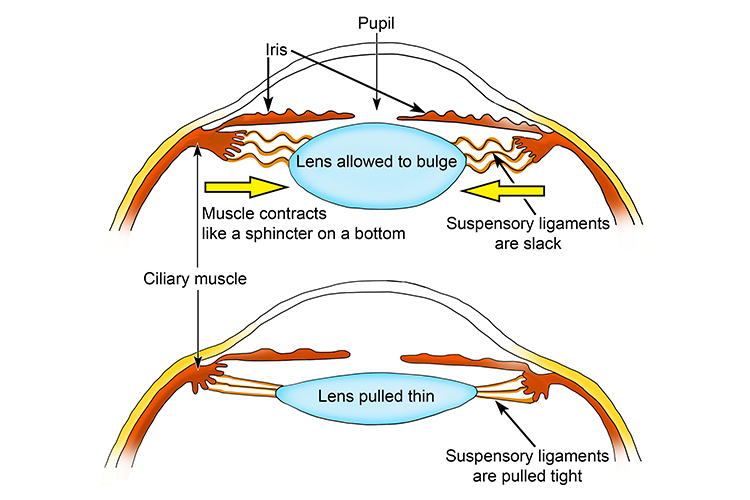 Pupil
Iris
Lens allowed to bulge
Muscle contracts
like a sphincter on a bottom
Suspensory ligaments
are slack
Ciliary muscle
Lens pulled thin
Suspensory ligaments
are pulled tight